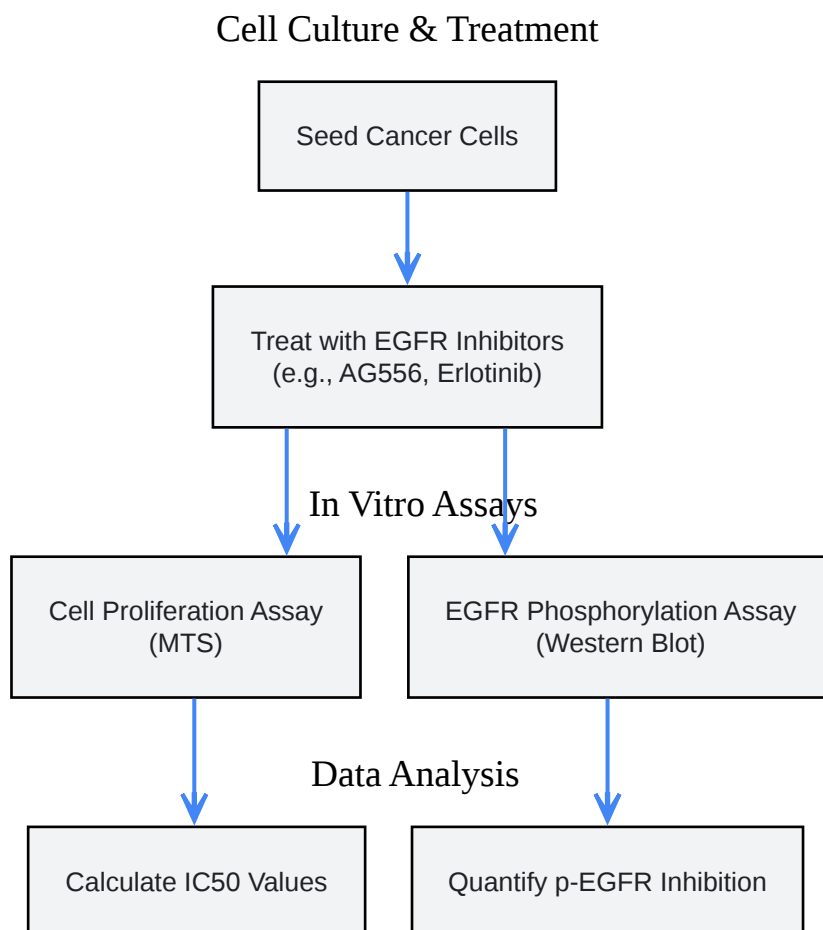 Cell Culture & Treatment
Seed Cancer Cells
Treat with EGFR Inhibitors
(e.g., AG556, Erlotinib)
In Vitro Assays
Cell Proliferation Assay
(MTS)
EGFR Phosphorylation Assay
(Western Blot)
Data Analysis
Calculate IC50 Values
Quantify p-EGFR Inhibition